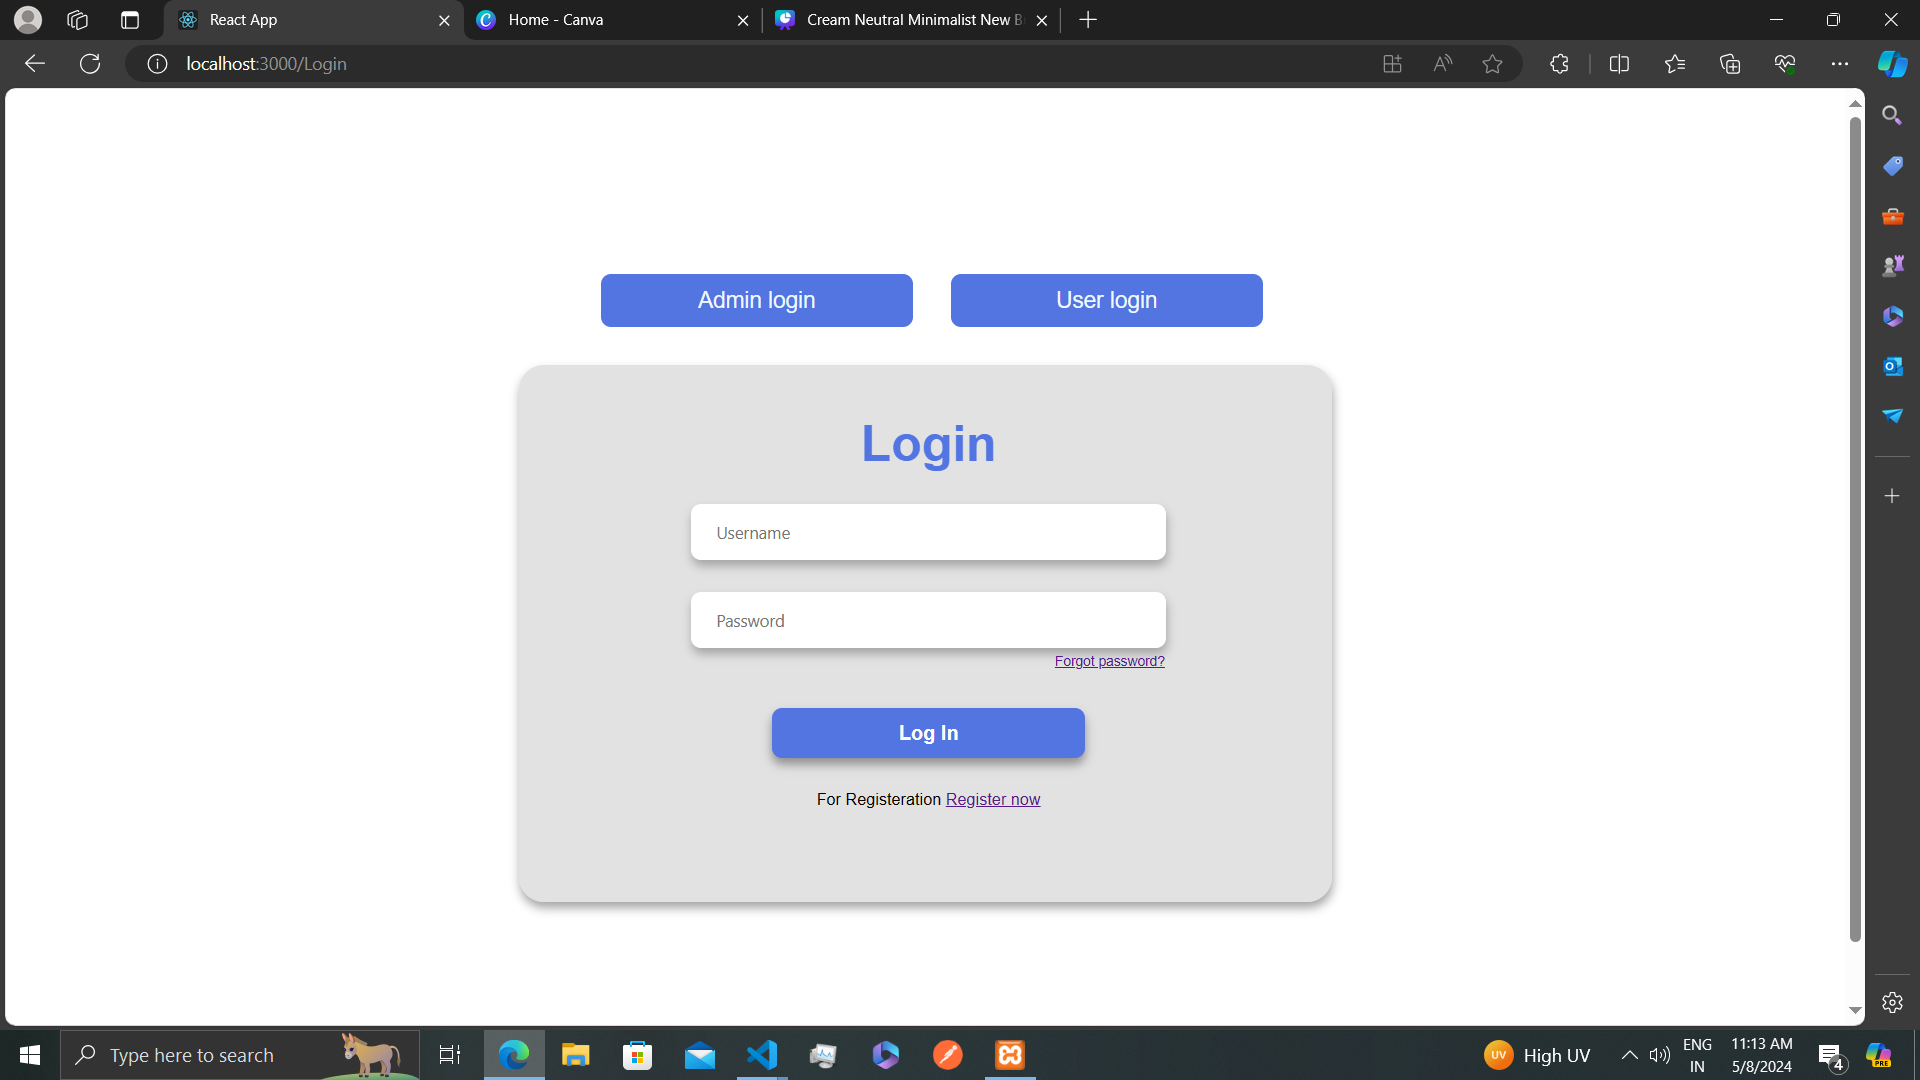 React App
Home - Canva
Cream Neutral Minimalist New B
localhost:3000/Login
Admin login
User login
Login
Username
Password
Forgot password?
Log In
For Registeration Register now
Type here to search
UV
High UV
ENG
IN
11:13 AM
5/8/2024
4
PRE